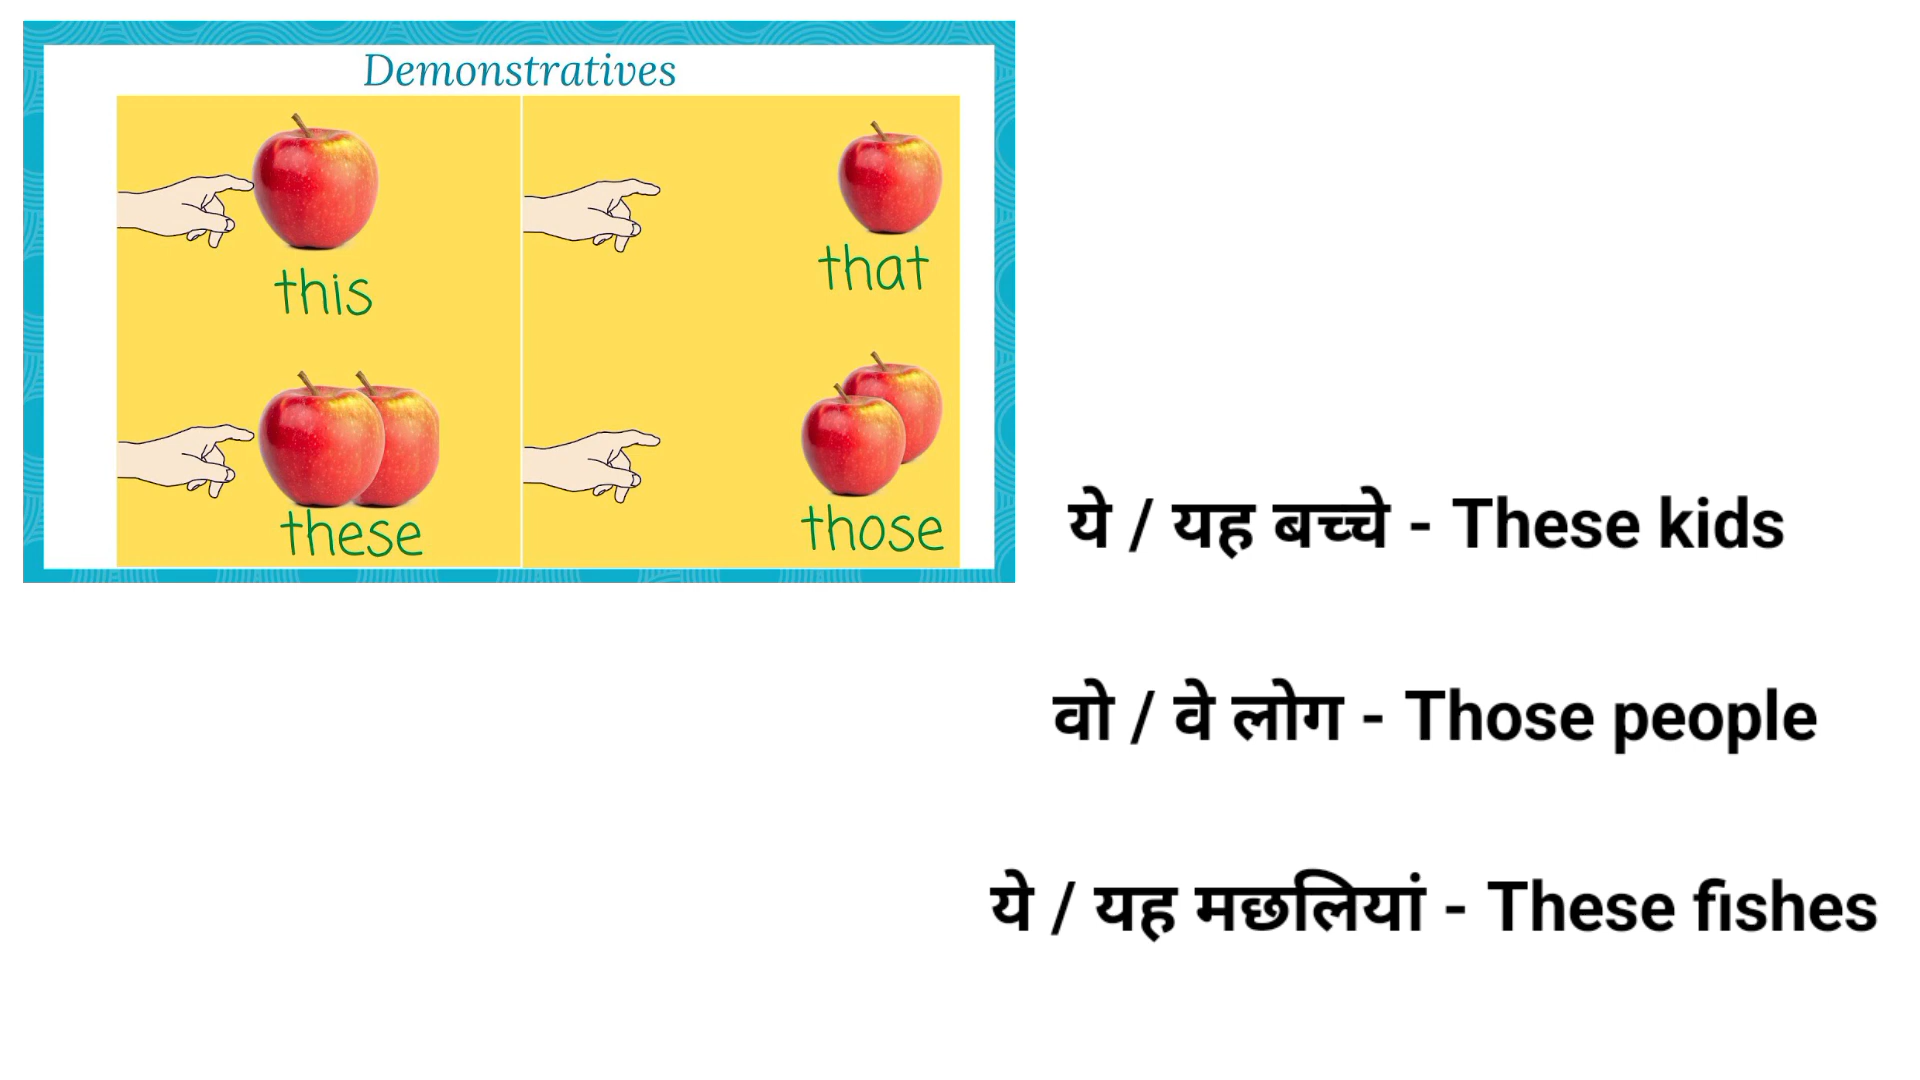 Demonstratives
this
that
these
those
ये / यह बच्चे - These kids
वो / वे लोग - Those people
ये / यह मछलियां - These fishes